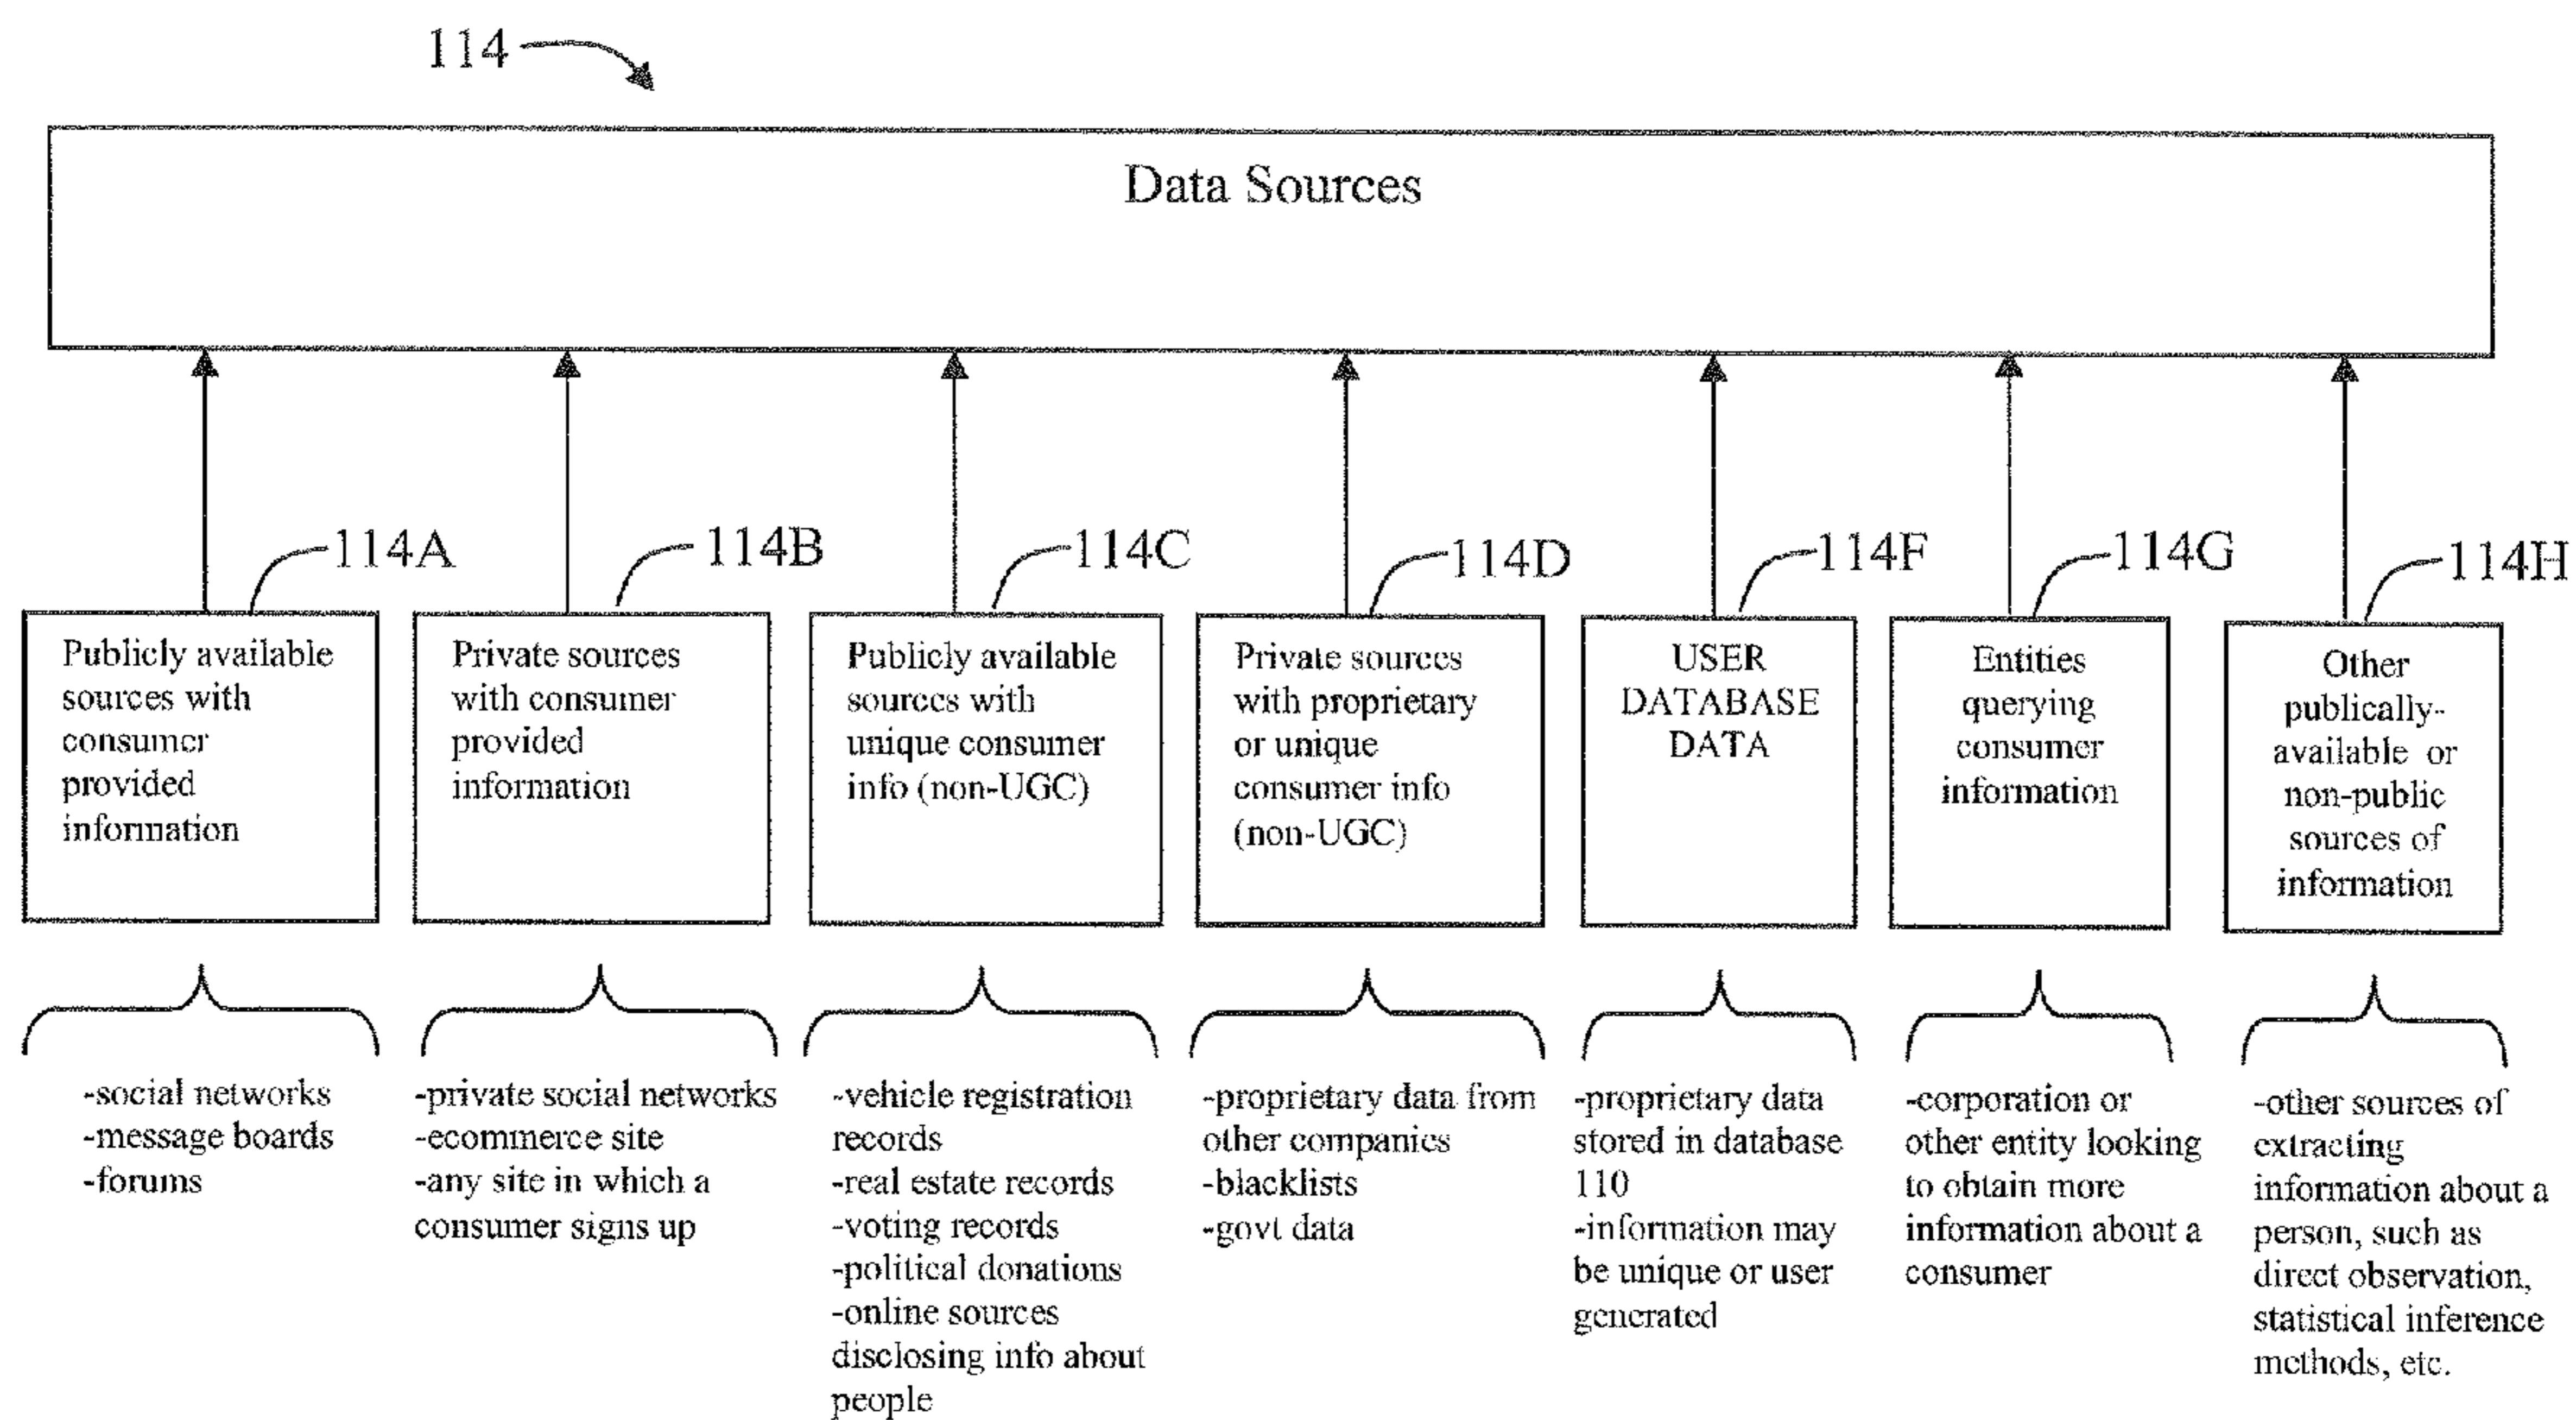 114
Data Sources
114A
114B
114C
114D
114F
114G
114H
Publicly available
sources with
consumer
provided
information
Private sources
with consumer
provided
information
Publicly available
sources with
unique consumer
info (non-UGC)
Private sources
with proprietary
or unique
consumer info
(non-UGC)
USER
DATABASE
DATA
Entities
querying
consumer
information
Other
publically-
available or
non-public
sources of
information
-social networks
-message boards
-forums
-private social networks
-ecommerce site
-any site in which a
consumer signs up
-vehicle registration
records
-real estate records
-voting records
-political donations
-online sources
disclosing info about
people
-proprietary data from
other companies
-blacklists
-govt data
-proprietary data
stored in database
110
-information may
be unique or user
generated
-corporation or
other entity looking
to obtain more
information about a
consumer
-other sources of
extracting
information about a
person, such as
direct observation,
statistical inference
methods, etc.